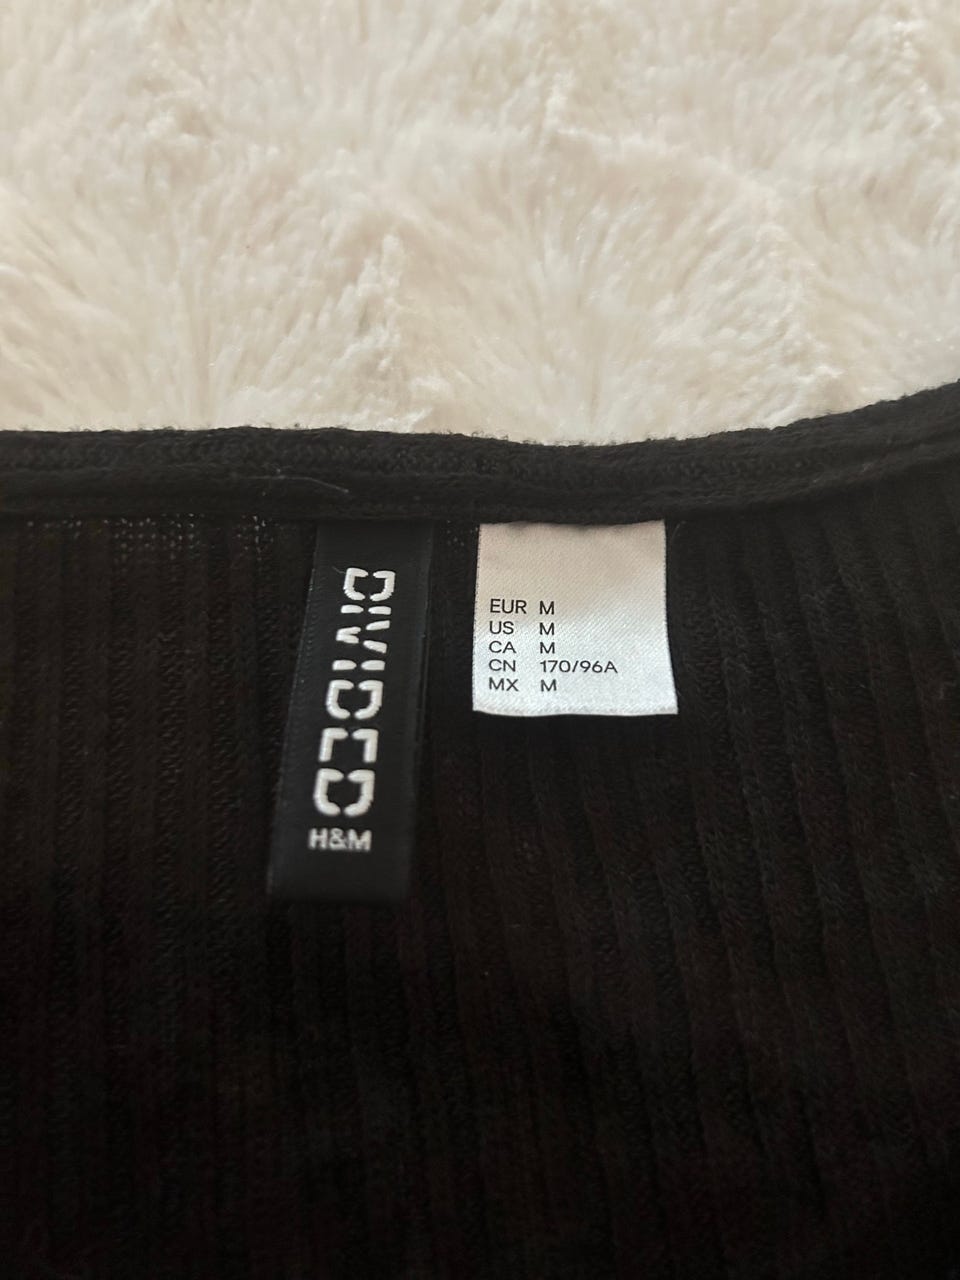 DIVIDED
H&M
EUR M
US M
CA M
CN 170/96A
MX M